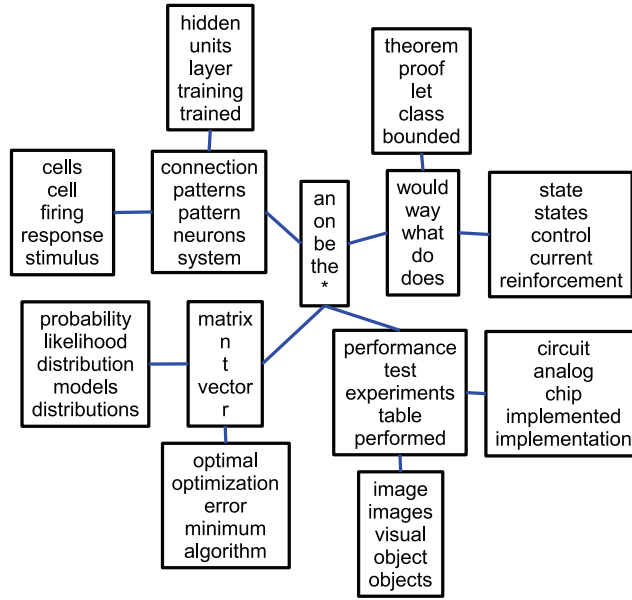 hidden
units
layer
training
trained
theorem
proof
let
class
bounded
cells
cell
firing
response
stimulus
connection
patterns
pattern
neurons
system
an
on
be
the
*
would
way
what
do
does
state
states
control
current
reinforcement
probability
likelihood
distribution
models
distributions
matrix
n
t
vector
r
performance
test
experiments
table
performed
circuit
analog
chip
implemented
implementation
optimal
optimization
error
minimum
algorithm
image
images
visual
object
objects